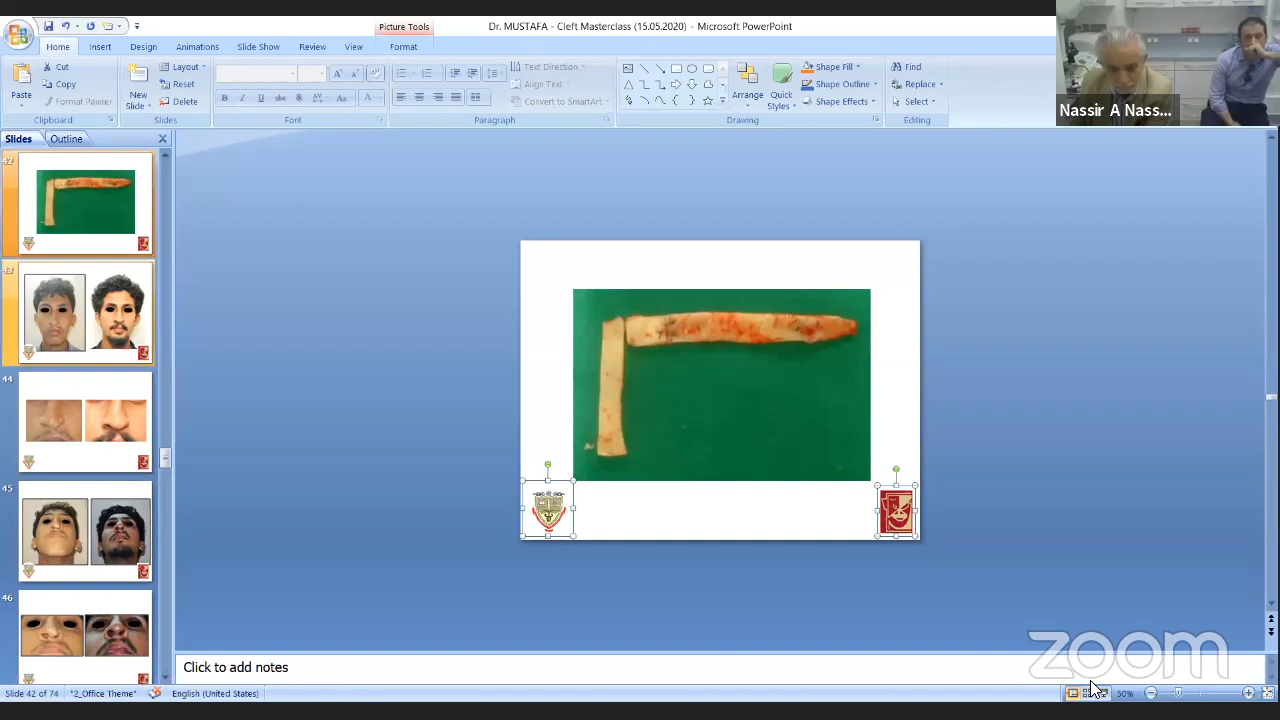 Dr. MUSTAFA - Cleft Masterclass (15.05.2020) - Microsoft PowerPoint
Picture Tools
Home Insert Design Animations Slide Show Review View Format
Paste
Cut
Copy
Format Painter
Clipboard
New Slide
Layout
Reset
Delete
Slides
B I U abc S AV Aa A
Font
Text Direction
Align Text
Convert to SmartArt
Paragraph
Arrange
Quick Styles
Shape Fill
Shape Outline
Shape Effects
Drawing
Find
Replace
Select
Editing
Nassir A Nass...
Slides Outline
42
43
44
45
46
Click to add notes
zoom
Slide 42 of 74 "2_Office Theme" English (United States) 50%